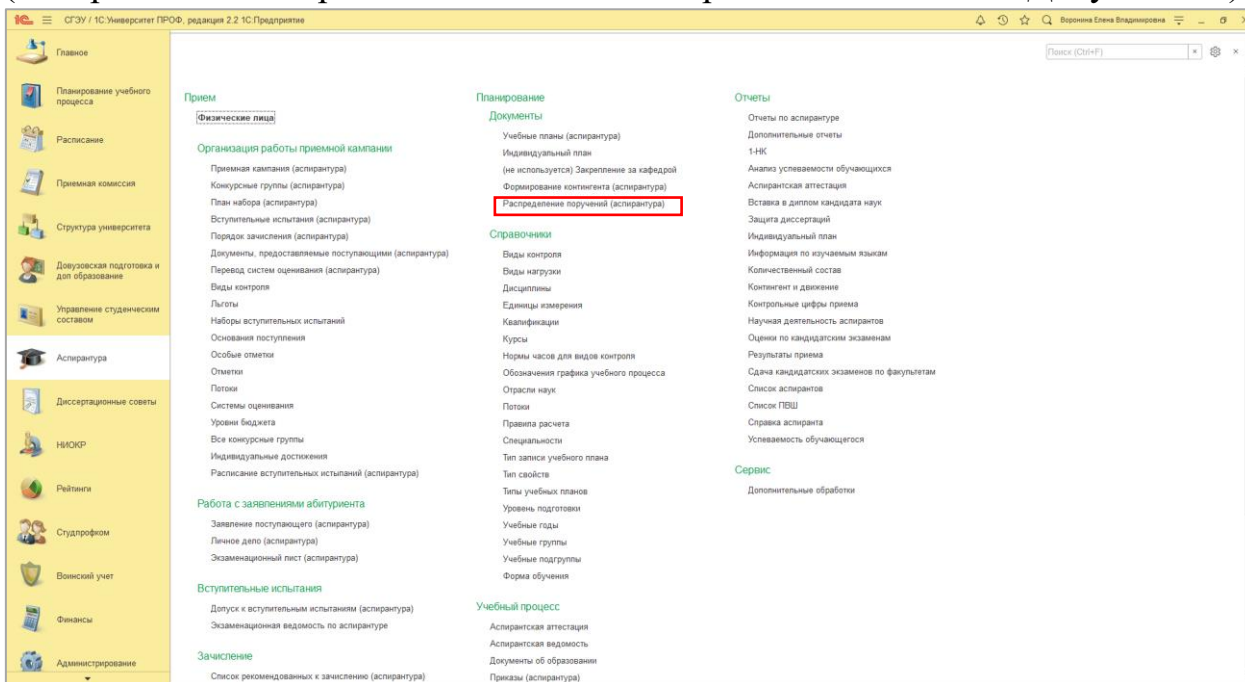 СГЭУ / 1С:Университет ПРОФ, редакция 2.2 1С:Предприятие
Воронина Елена Владимировна
Поиск (Ctrl+F)
Главное
Планирование учебного
процесса
Расписание
Приемная комиссия
Структура университета
Довузовская подготовка и
доп образование
Управление студенческим
составом
Аспирантура
Диссертационные советы
НИОКР
Рейтинги
Студпрофком
Воинский учет
Финансы
Администрирование
Прием
Физические лица
Организация работы приемной кампании
Приемная кампания (аспирантура)
Конкурсные группы (аспирантура)
План набора (аспирантура)
Вступительные испытания (аспирантура)
Порядок зачисления (аспирантура)
Документы, предоставляемые поступающими (аспирантура)
Перевод систем оценивания (аспирантура)
Виды контроля
Льготы
Наборы вступительных испытаний
Основания поступления
Особые отметки
Отметки
Потоки
Системы оценивания
Уровни бюджета
Все конкурсные группы
Индивидуальные достижения
Расписание вступительных истыпаний (аспирантура)
Работа с заявлениями абитуриента
Заявление поступающего (аспирантура)
Личное дело (аспирантура)
Экзаменационный лист (аспирантура)
Вступительные испытания
Допуск к вступительным испытаниям (аспирантура)
Экзаменационная ведомость по аспирантуре
Зачисление
Список рекомендованных к зачислению (аспирантура)
Планирование
Документы
Учебные планы (аспирантура)
Индивидуальный план
(не используется) Закрепление за кафедрой
Формирование контингента (аспирантура)
Распределение поручений (аспирантура)
Справочники
Виды контроля
Виды нагрузки
Дисциплины
Единицы измерения
Квалификации
Курсы
Нормы часов для видов контроля
Обозначения графика учебного процесса
Отрасли наук
Потоки
Правила расчета
Специальности
Тип записи учебного плана
Тип свойств
Типы учебных планов
Уровень подготовки
Учебные годы
Учебные группы
Учебные подгруппы
Форма обучения
Учебный процесс
Аспирантская аттестация
Аспирантская ведомость
Документы об образовании
Приказы (аспирантура)
Отчеты
Отчеты по аспирантуре
Дополнительные отчеты
1-НК
Анализ успеваемости обучающихся
Аспирантская аттестация
Вставка в диплом кандидата наук
Защита диссертаций
Индивидуальный план
Информация по изучаемым языкам
Количественный состав
Контингент и движение
Контрольные цифры приема
Научная деятельность аспирантов
Оценки по кандидатским экзаменам
Результаты приема
Сдача кандидатских экзаменов по факультетам
Список аспирантов
Список ПВШ
Справка аспиранта
Успеваемость обучающегося
Сервис
Дополнительные обработки